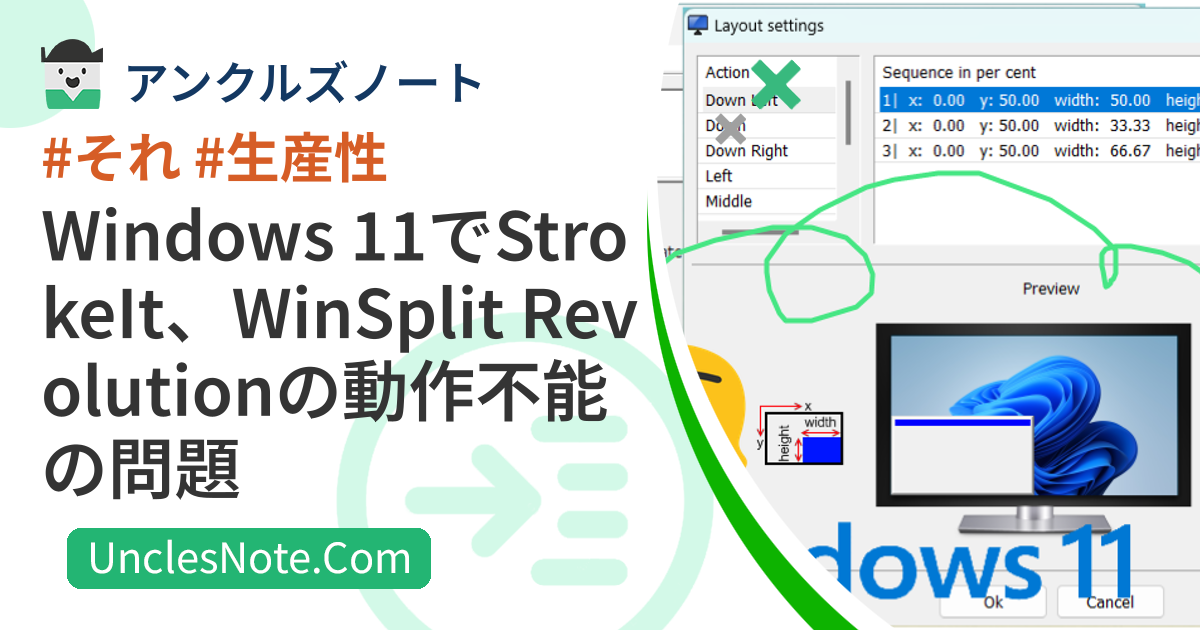 アンクルズノート
#それ #生産性
Windows 11でStro
keIt、WinSplit Rev
olutionの動作不能
の問題
UnclesNote.Com
Layout settings
Action
Down Left
Down
Down Right
Left
Middle
Sequence in per cent
1| x: 0.00 y: 50.00 width: 50.00 heigh
2| x: 0.00 y: 50.00 width: 33.33 heigh
3| x: 0.00 y: 50.00 width: 66.67 heigh
Preview
x
y
width
height
dows 11
Ok
Cancel